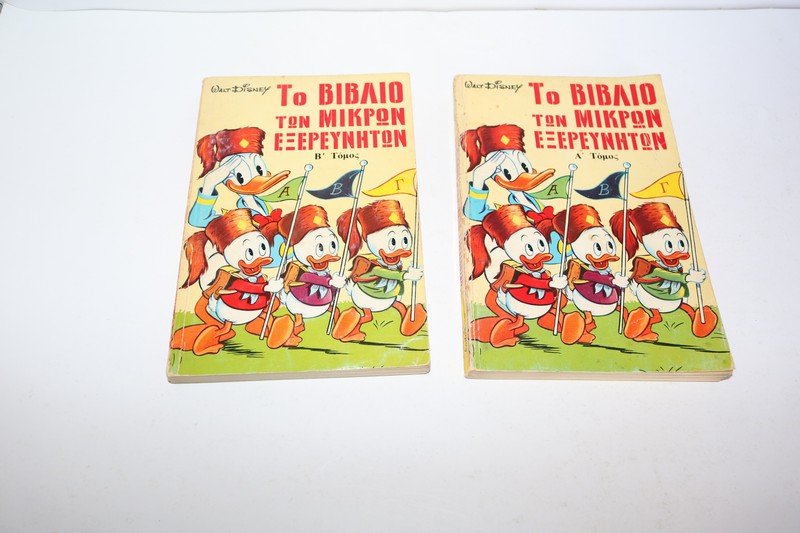 WALT DISNEY
ΤΟ ΒΙΒΛΙΟ
ΤΩΝ ΜΙΚΡΩΝ
ΕΞΕΡΕΥΝΗΤΩΝ
Β' Τόμος
Α Β Γ
WALT DISNEY
ΤΟ ΒΙΒΛΙΟ
ΤΩΝ ΜΙΚΡΩΝ
ΕΞΕΡΕΥΝΗΤΩΝ
Α' Τόμος
Α Β Γ